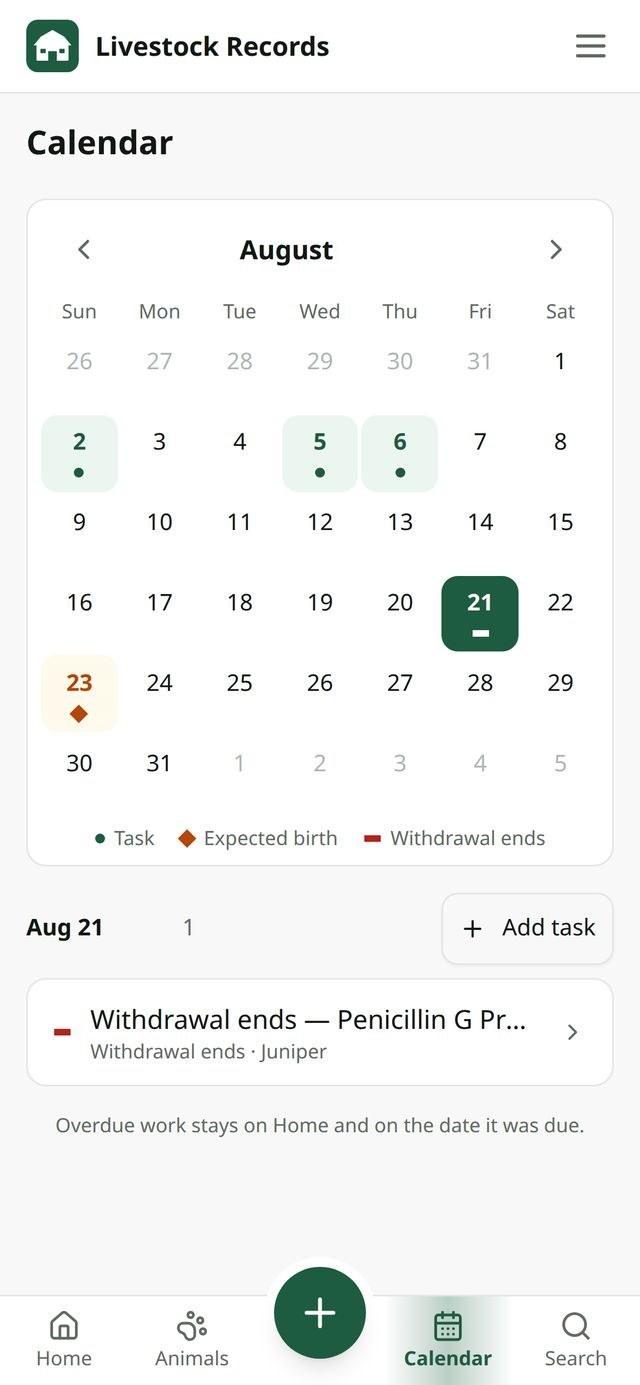 Livestock Records
Calendar
August
Sun Mon Tue Wed Thu Fri Sat
26 27 28 29 30 31 1
2 3 4 5 6 7 8
9 10 11 12 13 14 15
16 17 18 19 20 21 22
23 24 25 26 27 28 29
30 31 1 2 3 4 5
Task Expected birth Withdrawal ends
Aug 21 1 + Add task
Withdrawal ends — Penicillin G Pr...
Withdrawal ends · Juniper
Overdue work stays on Home and on the date it was due.
Home Animals Calendar Search